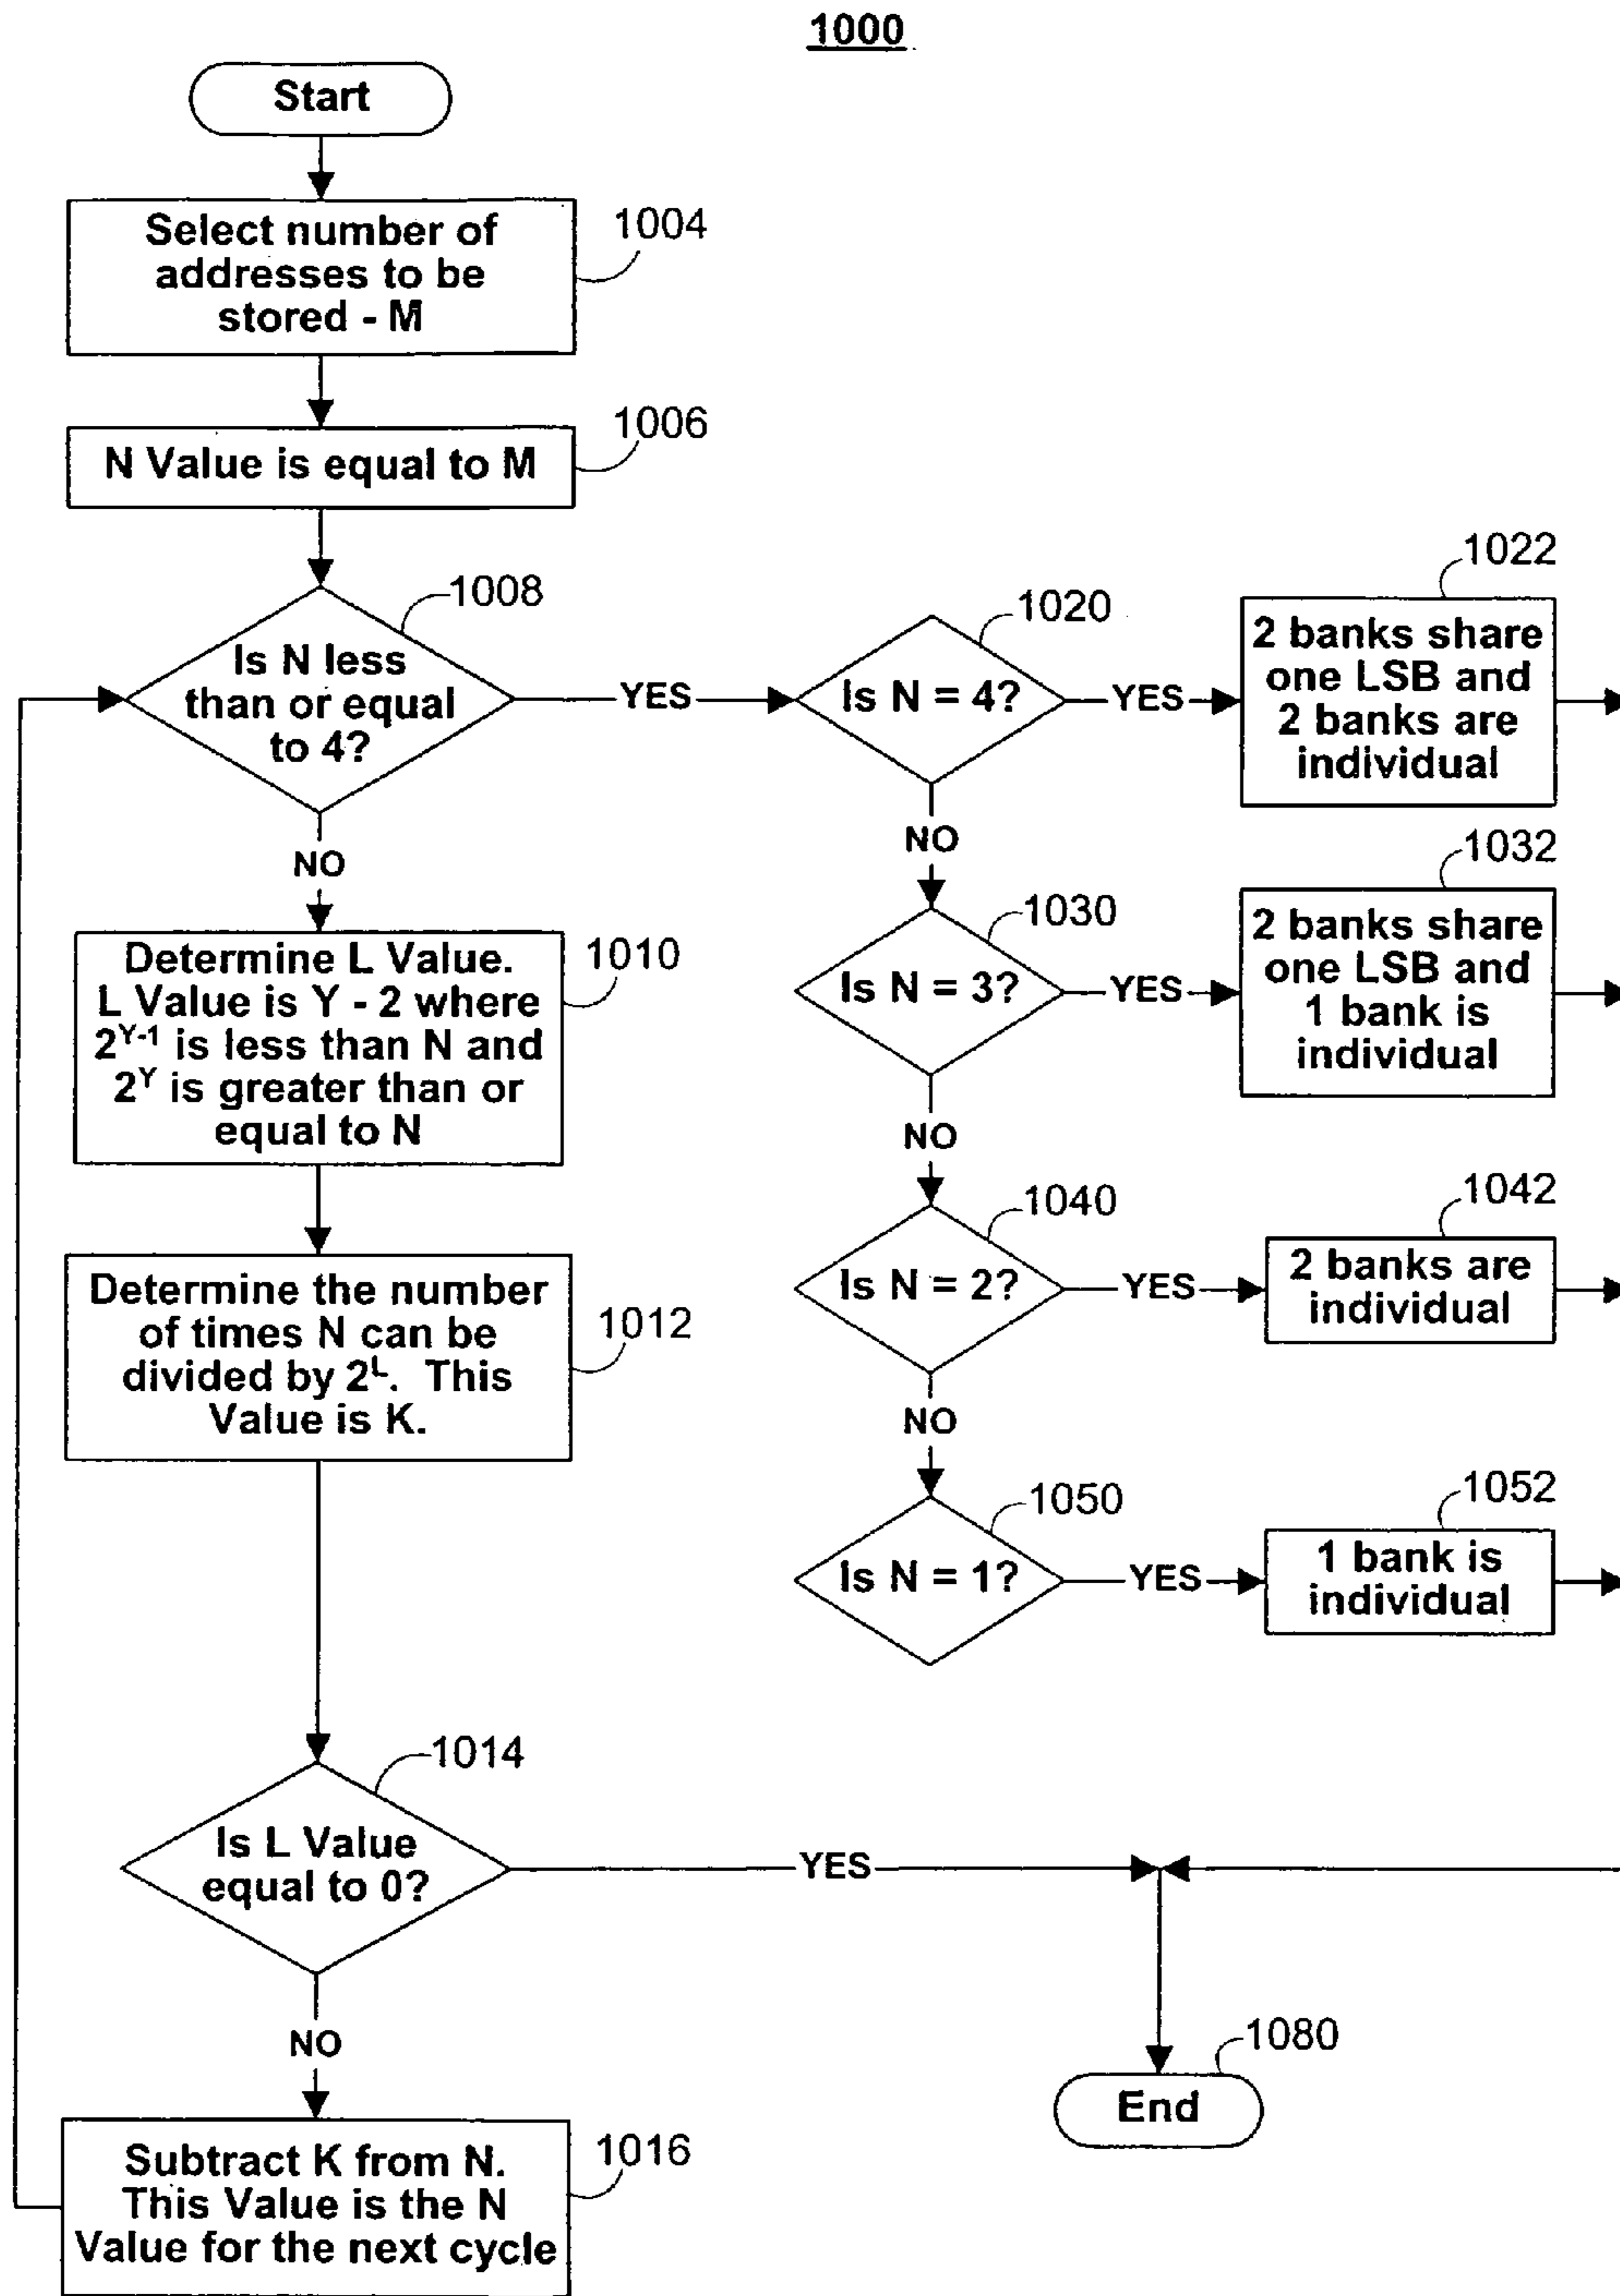 1000
Start
Select number of
addresses to be
stored - M
1004
N Value is equal to M
1006
Is N less
than or equal
to 4?
1008
YES
NO
Is N = 4?
1020
YES
NO
2 banks share
one LSB and
2 banks are
individual
1022
Determine L Value.
L Value is Y - 2 where
2^Y-1 is less than N and
2^Y is greater than or
equal to N
1010
Is N = 3?
1030
YES
NO
2 banks share
one LSB and
1 bank is
individual
1032
Determine the number
of times N can be
divided by 2^L. This
Value is K.
1012
Is N = 2?
1040
YES
NO
2 banks are
individual
1042
Is N = 1?
1050
YES
1 bank is
individual
1052
Is L Value
equal to 0?
1014
YES
NO
End
1080
Subtract K from N.
This Value is the N
Value for the next cycle
1016